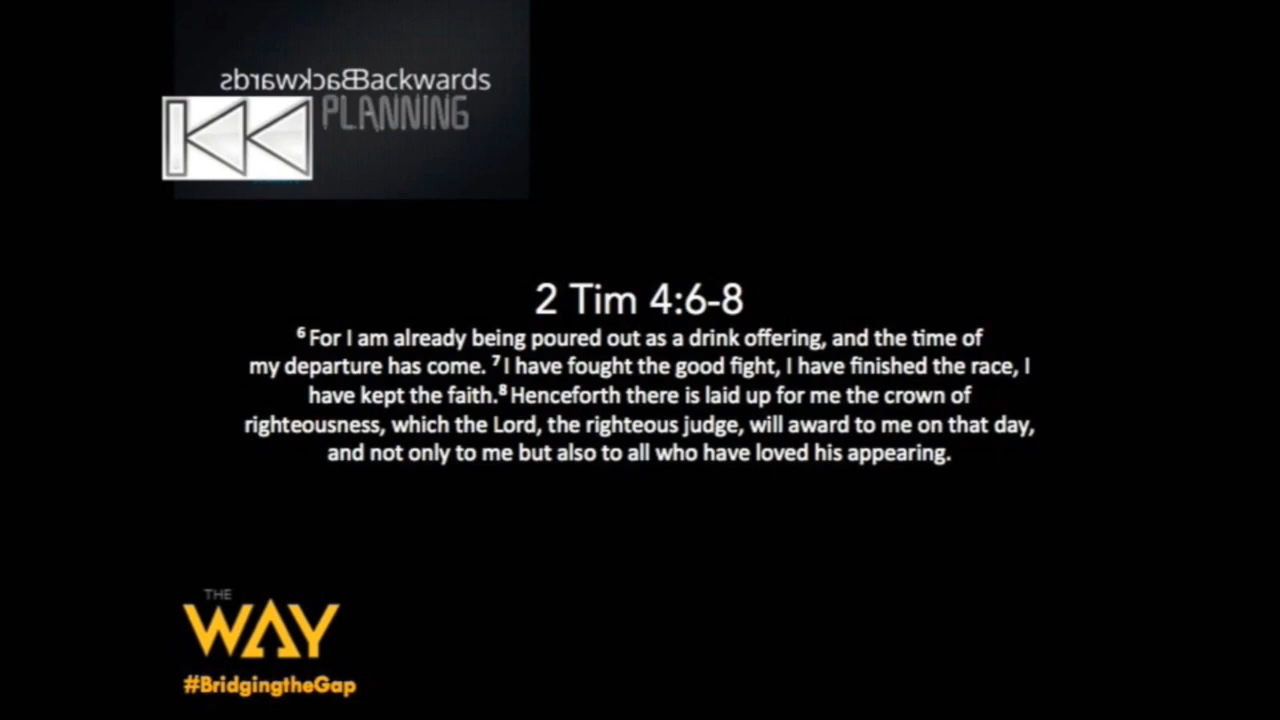 sbrawkcaBBackwards
PLANNING
2 Tim 4:6-8
⁶ For I am already being poured out as a drink offering, and the time of
my departure has come. ⁷ I have fought the good fight, I have finished the race, I
have kept the faith.⁸ Henceforth there is laid up for me the crown of
righteousness, which the Lord, the righteous judge, will award to me on that day,
and not only to me but also to all who have loved his appearing.
THE
WAY
#BridgingtheGap